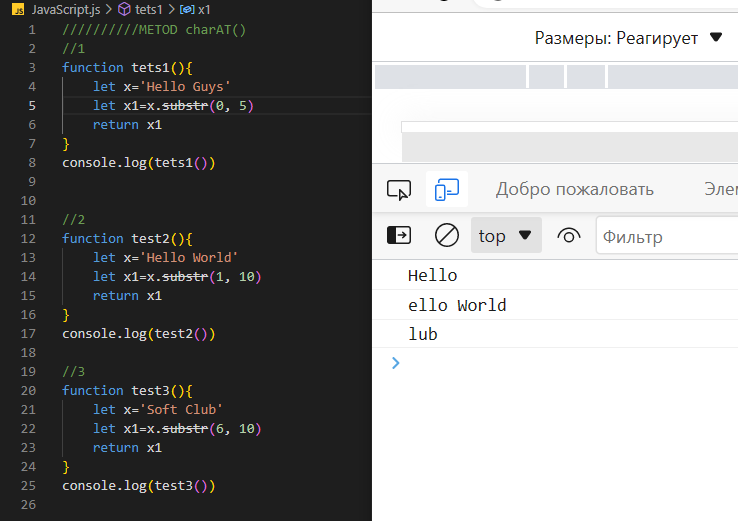 JS JavaScript.js > tets1 > x1
1 //////////METOD charAT()
2 //1
3 function tets1(){
4 let x='Hello Guys'
5 let x1=x.substr(0, 5)
6 return x1
7 }
8 console.log(tets1())
9
10
11 //2
12 function test2(){
13 let x='Hello World'
14 let x1=x.substr(1, 10)
15 return x1
16 }
17 console.log(test2())
18
19 //3
20 function test3(){
21 let x='Soft Club'
22 let x1=x.substr(6, 10)
23 return x1
24 }
25 console.log(test3())
26
Размеры: Реагирует
Добро пожаловать Элем
top Фильтр
Hello
ello World
lub